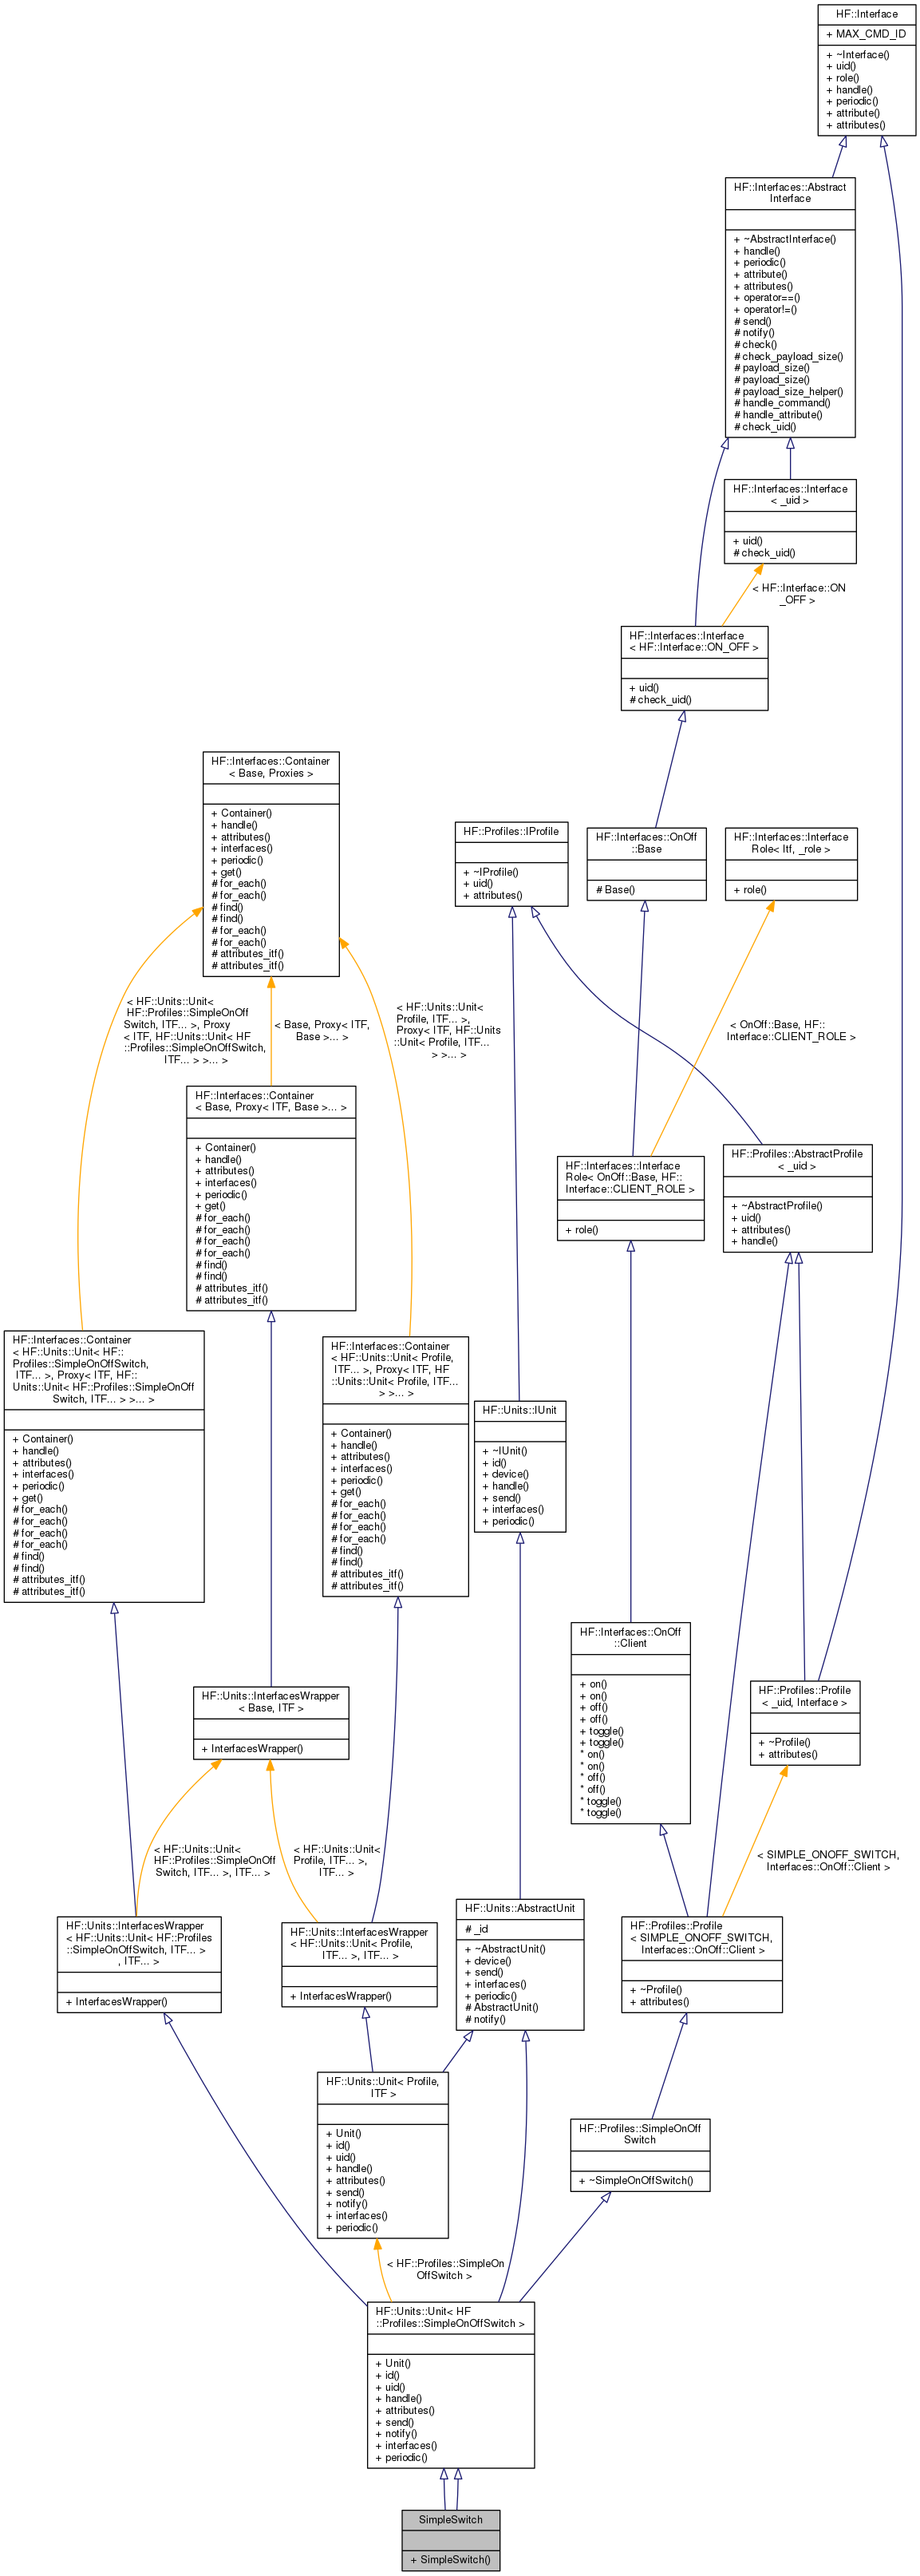 HF::Interface
+ MAX_CMD_ID
+ ~Interface()
+ uid()
+ role()
+ handle()
+ periodic()
+ attribute()
+ attributes()
HF::Interfaces::Abstract
Interface
+ ~AbstractInterface()
+ handle()
+ periodic()
+ attribute()
+ attributes()
+ operator==()
+ operator!=()
# send()
# notify()
# check()
# check_payload_size()
# payload_size()
# payload_size()
# payload_size_helper()
# handle_command()
# handle_attribute()
# check_uid()
HF::Interfaces::Interface
< _uid >
+ uid()
# check_uid()
< HF::Interface::ON
_OFF >
HF::Interfaces::Interface
< HF::Interface::ON_OFF >
+ uid()
# check_uid()
HF::Interfaces::Container
< Base, Proxies >
+ Container()
+ handle()
+ attributes()
+ interfaces()
+ periodic()
+ get()
# for_each()
# for_each()
# find()
# find()
# for_each()
# for_each()
# attributes_itf()
# attributes_itf()
HF::Profiles::IProfile
+ ~IProfile()
+ uid()
+ attributes()
HF::Interfaces::OnOff
::Base
# Base()
HF::Interfaces::Interface
Role< Itf, _role >
+ role()
< HF::Units::Unit<
HF::Profiles::SimpleOnOff
Switch, ITF... >, Proxy
< ITF, HF::Units::Unit< HF
::Profiles::SimpleOnOffSwitch,
ITF... > >... >
< Base, Proxy< ITF,
Base >... >
< HF::Units::Unit<
Profile, ITF... >,
Proxy< ITF, HF::Units
::Unit< Profile, ITF...
> >... >
< OnOff::Base, HF::
Interface::CLIENT_ROLE >
HF::Interfaces::Container
< Base, Proxy< ITF, Base >... >
+ Container()
+ handle()
+ attributes()
+ interfaces()
+ periodic()
+ get()
# for_each()
# for_each()
# for_each()
# for_each()
# find()
# find()
# attributes_itf()
# attributes_itf()
HF::Interfaces::Interface
Role< OnOff::Base, HF::
Interface::CLIENT_ROLE >
+ role()
HF::Profiles::AbstractProfile
< _uid >
+ ~AbstractProfile()
+ uid()
+ attributes()
+ handle()
HF::Interfaces::Container
< HF::Units::Unit< HF::
Profiles::SimpleOnOffSwitch,
ITF... >, Proxy< ITF, HF::
Units::Unit< HF::Profiles::SimpleOnOff
Switch, ITF... > >... >
+ Container()
+ handle()
+ attributes()
+ interfaces()
+ periodic()
+ get()
# for_each()
# for_each()
# for_each()
# for_each()
# find()
# find()
# attributes_itf()
# attributes_itf()
HF::Interfaces::Container
< HF::Units::Unit< Profile,
ITF... >, Proxy< ITF, HF
::Units::Unit< Profile, ITF...
> >... >
+ Container()
+ handle()
+ attributes()
+ interfaces()
+ periodic()
+ get()
# for_each()
# for_each()
# for_each()
# for_each()
# find()
# find()
# attributes_itf()
# attributes_itf()
HF::Units::IUnit
+ ~IUnit()
+ id()
+ device()
+ handle()
+ send()
+ interfaces()
+ periodic()
HF::Interfaces::OnOff
::Client
+ on()
+ on()
+ off()
+ off()
+ toggle()
+ toggle()
* on()
* on()
* off()
* off()
* toggle()
* toggle()
HF::Profiles::Profile
< _uid, Interface >
+ ~Profile()
+ attributes()
HF::Units::InterfacesWrapper
< Base, ITF >
+ InterfacesWrapper()
< HF::Units::Unit<
HF::Profiles::SimpleOnOff
Switch, ITF... >, ITF... >
< HF::Units::Unit<
Profile, ITF... >,
ITF... >
< SIMPLE_ONOFF_SWITCH,
Interfaces::OnOff::Client >
HF::Units::InterfacesWrapper
< HF::Units::Unit< HF::Profiles
::SimpleOnOffSwitch, ITF... >
, ITF... >
+ InterfacesWrapper()
HF::Units::InterfacesWrapper
< HF::Units::Unit< Profile,
ITF... >, ITF... >
+ InterfacesWrapper()
HF::Units::AbstractUnit
# _id
+ ~AbstractUnit()
+ device()
+ send()
+ interfaces()
+ periodic()
# AbstractUnit()
# notify()
HF::Profiles::Profile
< SIMPLE_ONOFF_SWITCH,
Interfaces::OnOff::Client >
+ ~Profile()
+ attributes()
HF::Units::Unit< Profile,
ITF >
+ Unit()
+ id()
+ uid()
+ handle()
+ attributes()
+ send()
+ notify()
+ interfaces()
+ periodic()
HF::Profiles::SimpleOnOff
Switch
+ ~SimpleOnOffSwitch()
< HF::Profiles::SimpleOn
OffSwitch >
HF::Units::Unit< HF
::Profiles::SimpleOnOffSwitch >
+ Unit()
+ id()
+ uid()
+ handle()
+ attributes()
+ send()
+ notify()
+ interfaces()
+ periodic()
SimpleSwitch
+ SimpleSwitch()